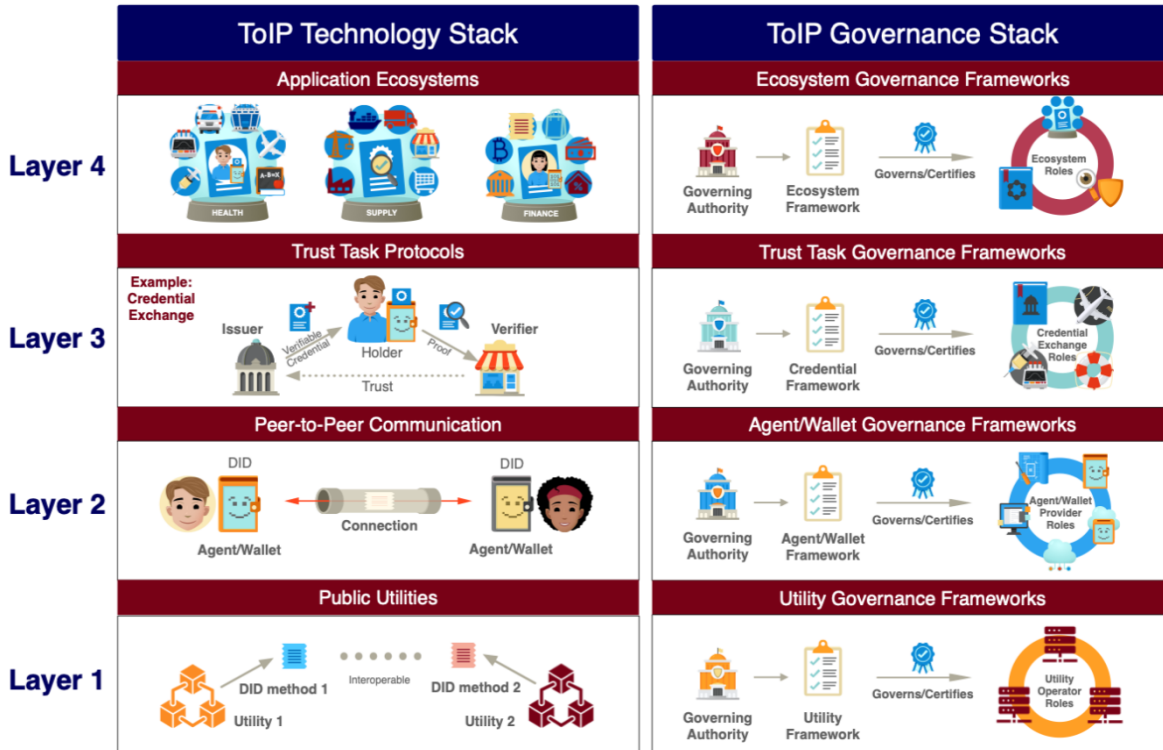 ToIP Technology Stack
ToIP Governance Stack
Layer 4
Application Ecosystems
HEALTH
SUPPLY
FINANCE
A-B=X
%
Ecosystem Governance Frameworks
Governing
Authority
Ecosystem
Framework
Governs/Certifies
Ecosystem
Roles
Layer 3
Trust Task Protocols
Example:
Credential
Exchange
Issuer
Verifiable
Credential
Holder
Proof
Verifier
Trust
Trust Task Governance Frameworks
Governing
Authority
Credential
Framework
Governs/Certifies
Credential
Exchange
Roles
Layer 2
Peer-to-Peer Communication
DID
DID
Connection
Agent/Wallet
Agent/Wallet
Agent/Wallet Governance Frameworks
Governing
Authority
Agent/Wallet
Framework
Governs/Certifies
Agent/Wallet
Provider
Roles
Layer 1
Public Utilities
DID method 1
Interoperable
DID method 2
Utility 1
Utility 2
Utility Governance Frameworks
Governing
Authority
Utility
Framework
Governs/Certifies
Utility
Operator
Roles